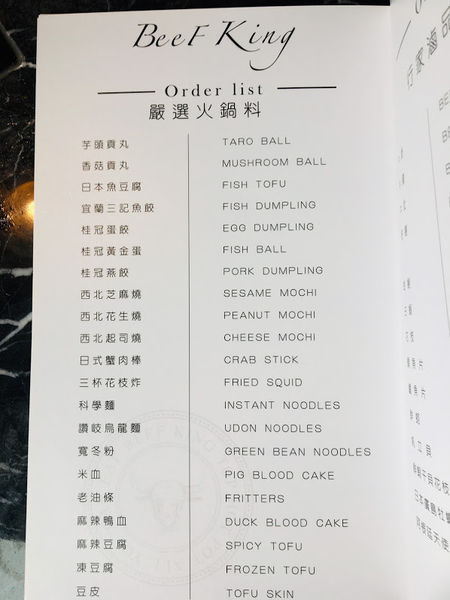 BeeF King
Order list
嚴選火鍋料
芋頭貢丸 TARO BALL
香菇貢丸 MUSHROOM BALL
日本魚豆腐 FISH TOFU
宜蘭三記魚餃 FISH DUMPLING
桂冠蛋餃 EGG DUMPLING
桂冠黃金蛋 FISH BALL
桂冠燕餃 PORK DUMPLING
西北芝麻燒 SESAME MOCHI
西北花生燒 PEANUT MOCHI
西北起司燒 CHEESE MOCHI
日式蟹肉棒 CRAB STICK
三杯花枝炸 FRIED SQUID
科學麵 INSTANT NOODLES
讚岐烏龍麵 UDON NOODLES
寬冬粉 GREEN BEAN NOODLES
米血 PIG BLOOD CAKE
老油條 FRITTERS
麻辣鴨血 DUCK BLOOD CAKE
麻辣豆腐 SPICY TOFU
凍豆腐 FROZEN TOFU
豆皮 TOFU SKIN
行家滷品